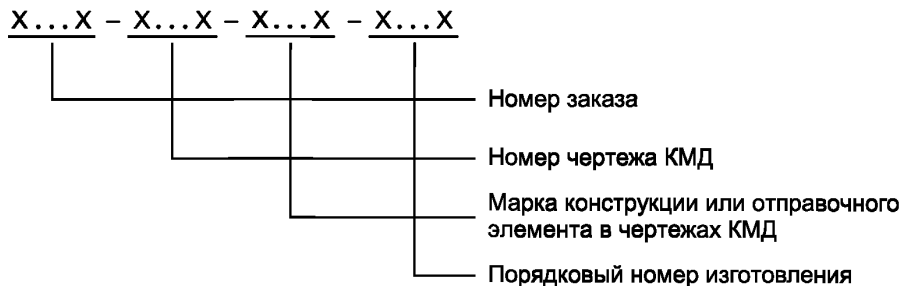 X...X – X...X – X...X – X...X
Номер заказа
Номер чертежа КМД
Марка конструкции или отправочного
элемента в чертежах КМД
Порядковый номер изготовления